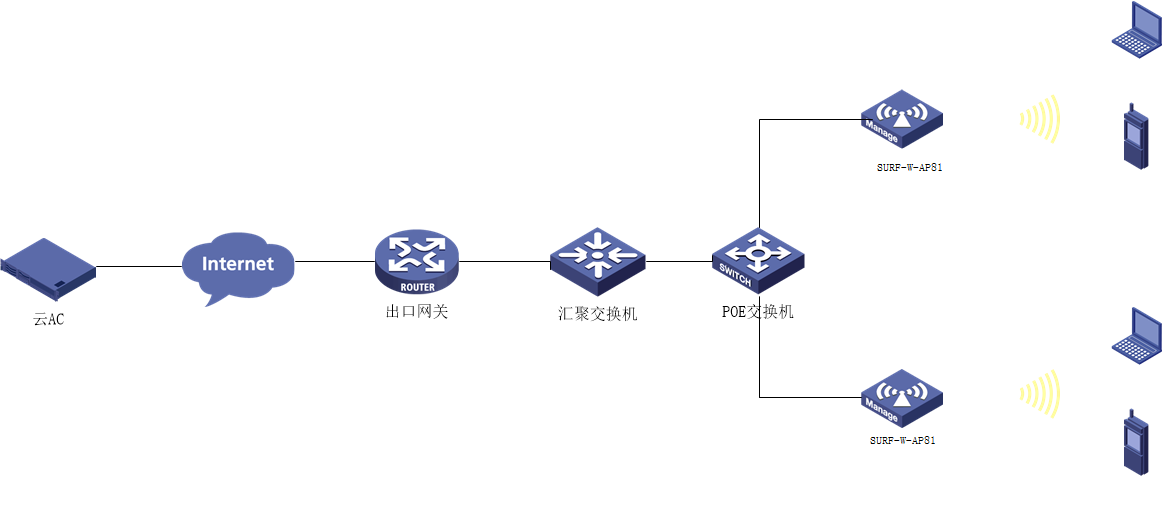 Manage
SURF-W-AP81
Internet
ROUTER
SWITCH
云AC
出口网关
汇聚交换机
POE交换机
Manage
SURF-W-AP81